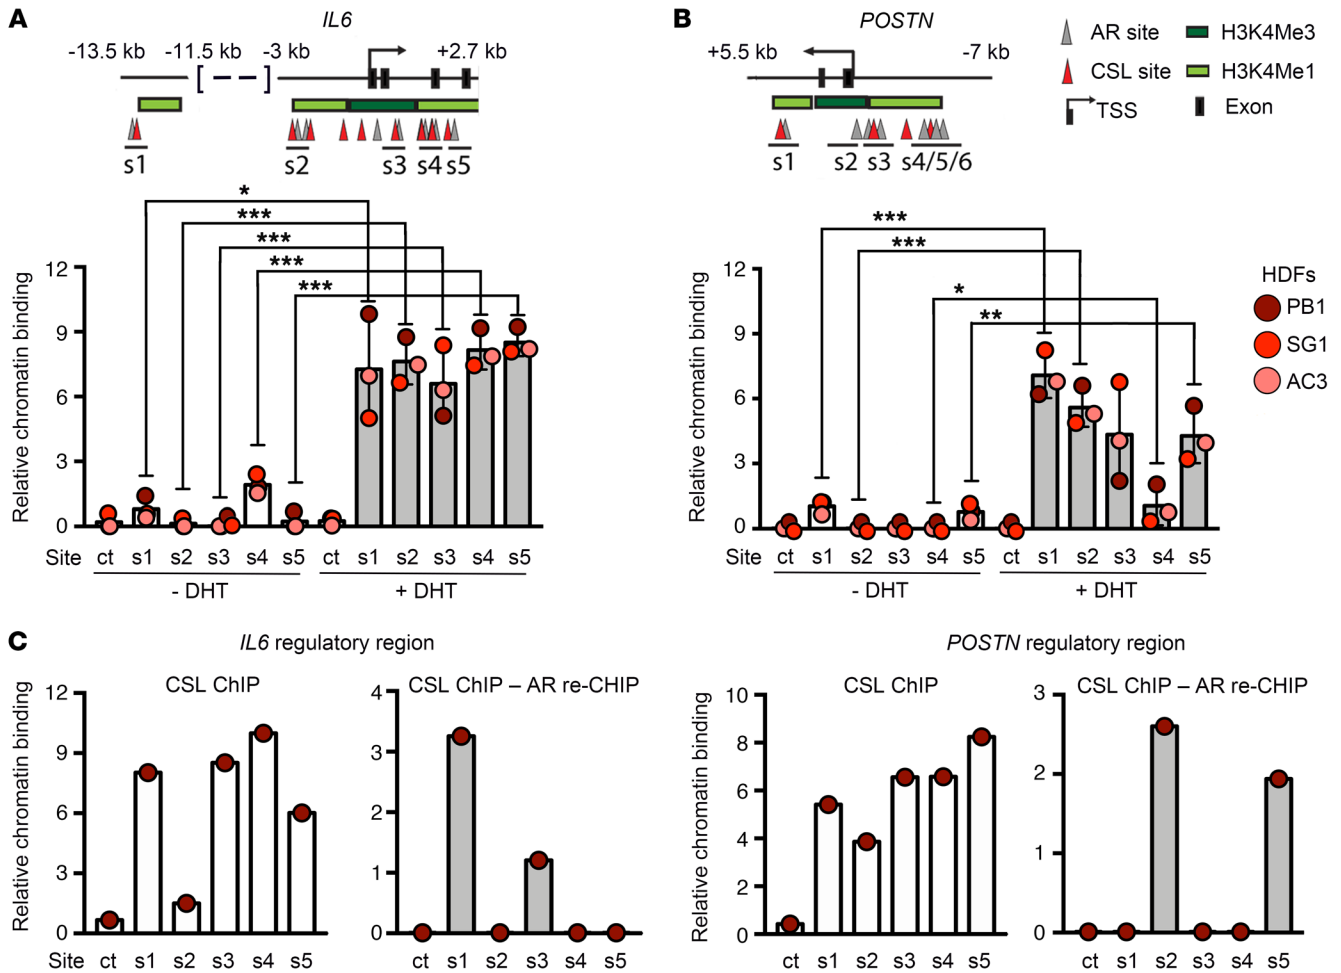 A
IL6
-13.5 kb
-11.5 kb
-3 kb
+2.7 kb
s1
s2
s3
s4
s5
*
***
***
***
***
Relative chromatin binding
12
9
6
3
0
Site ct s1 s2 s3 s4 s5 ct s1 s2 s3 s4 s5
- DHT
+ DHT
B
POSTN
+5.5 kb
-7 kb
s1
s2
s3
s4/5/6
AR site
H3K4Me3
CSL site
H3K4Me1
TSS
Exon
***
***
*
**
Relative chromatin binding
12
9
6
3
0
Site ct s1 s2 s3 s4 s5 ct s1 s2 s3 s4 s5
- DHT
+ DHT
HDFs
PB1
SG1
AC3
C
IL6 regulatory region
CSL ChIP
Relative chromatin binding
12
9
6
3
0
Site ct s1 s2 s3 s4 s5
CSL ChIP – AR re-CHIP
4
3
2
1
0
ct s1 s2 s3 s4 s5
POSTN regulatory region
CSL ChIP
Relative chromatin binding
10
8
6
4
2
0
ct s1 s2 s3 s4 s5
CSL ChIP – AR re-CHIP
3
2
1
0
ct s1 s2 s3 s4 s5